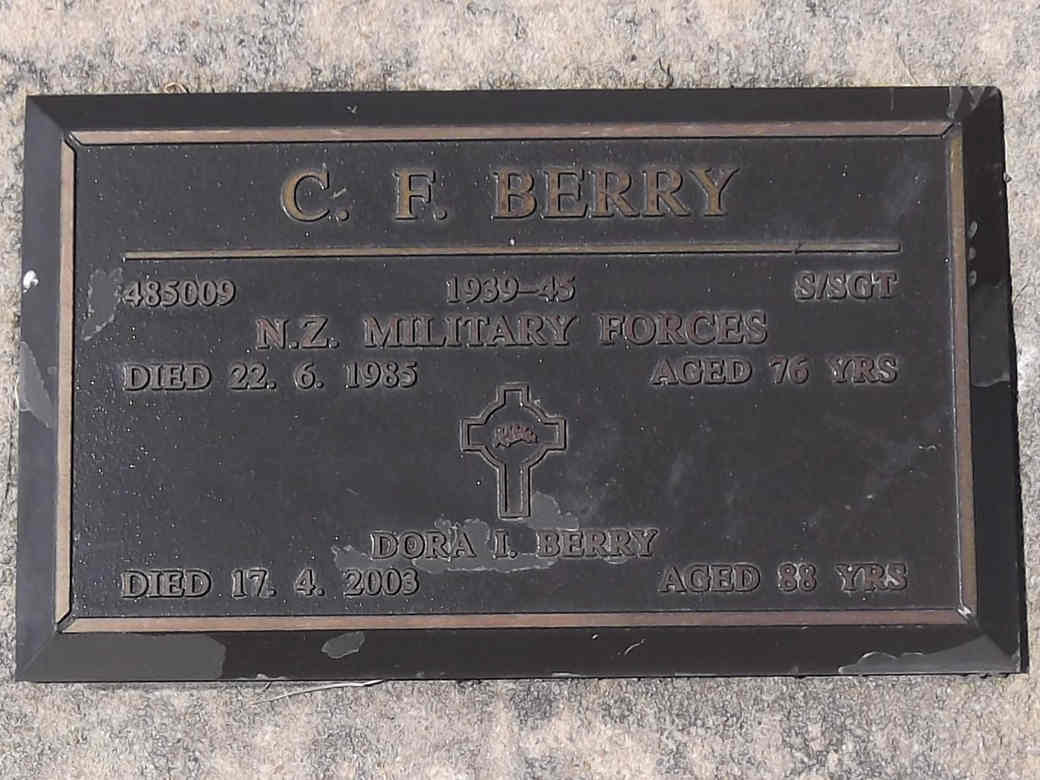 C. F. BERRY
485009 1939-45 S/SGT
N.Z. MILITARY FORCES
DIED 22. 6. 1985 AGED 76 YRS
DORA I. BERRY
DIED 17. 4. 2003 AGED 88 YRS